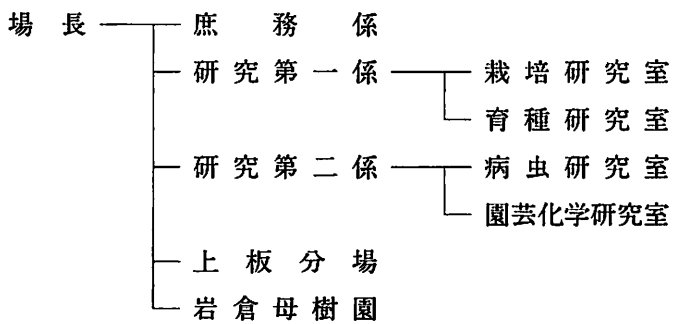 場長 庶務係
研究第一係 栽培研究室
育種研究室
研究第二係 病虫研究室
園芸化学研究室
上板分場
岩倉母樹園